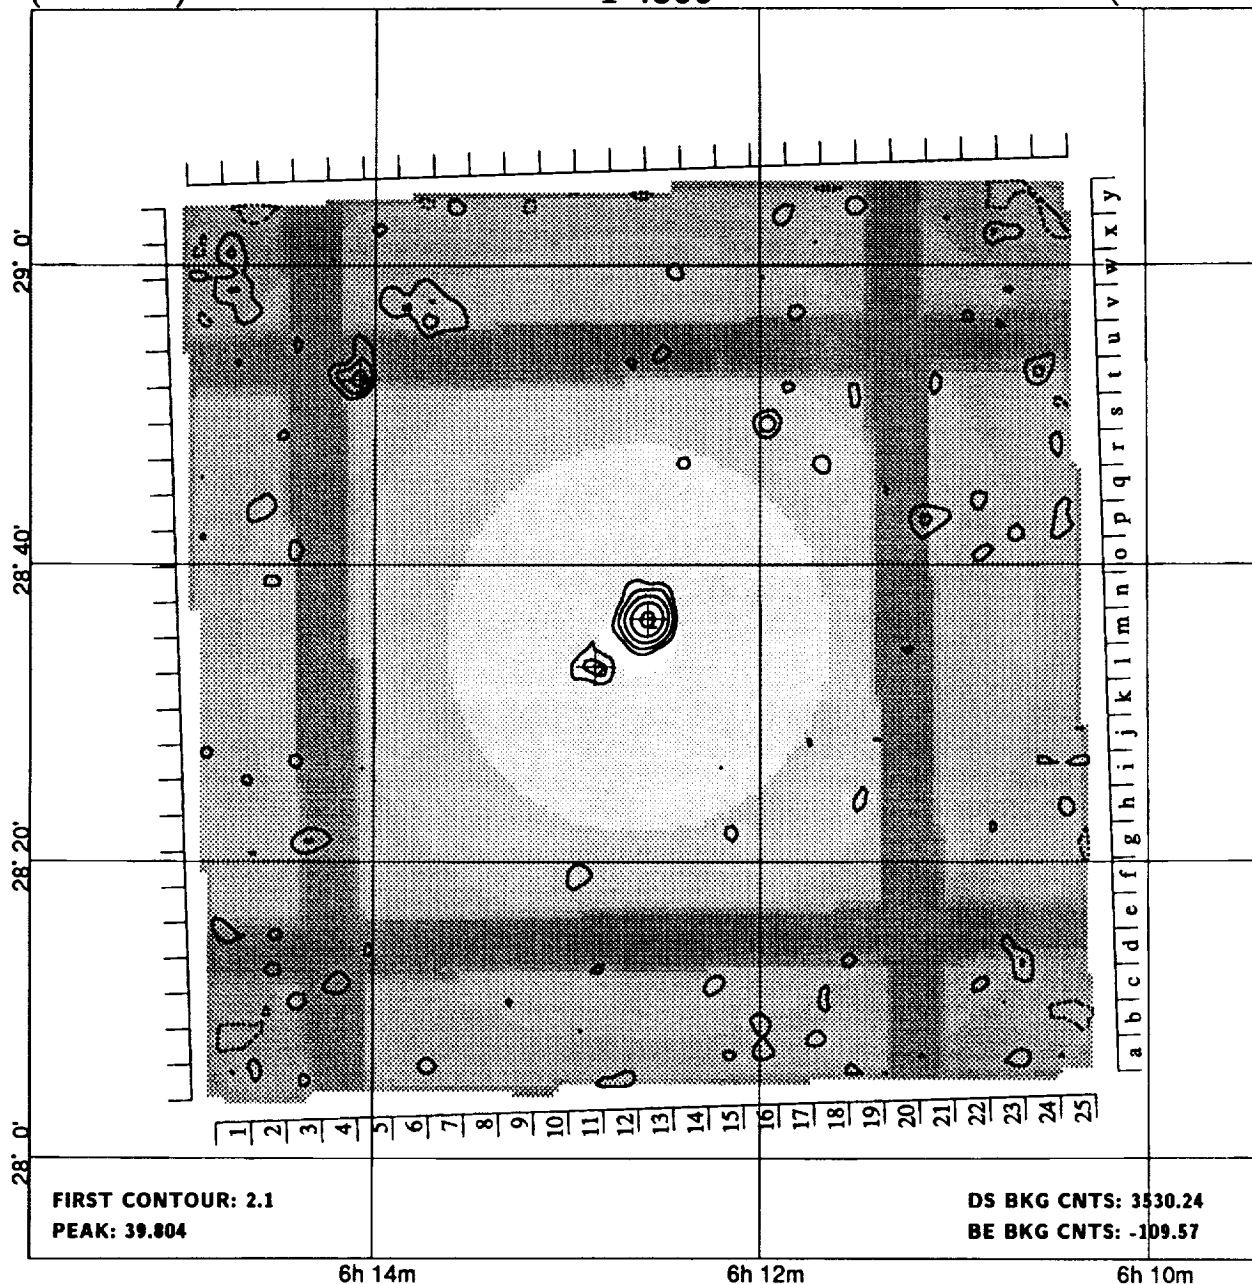 y
x
w
v
u
t
s
r
q
p
o
n
m
l
k
j
i
h
g
f
e
d
c
b
a
29° 0'
28° 40'
28° 20'
28° 0'
1 2 3 4 5 6 7 8 9 10 11 12 13 14 15 16 17 18 19 20 21 22 23 24 25
FIRST CONTOUR: 2.1
PEAK: 39.804
DS BKG CNTS: 3530.24
BE BKG CNTS: -109.57
6h 14m 6h 12m 6h 10m